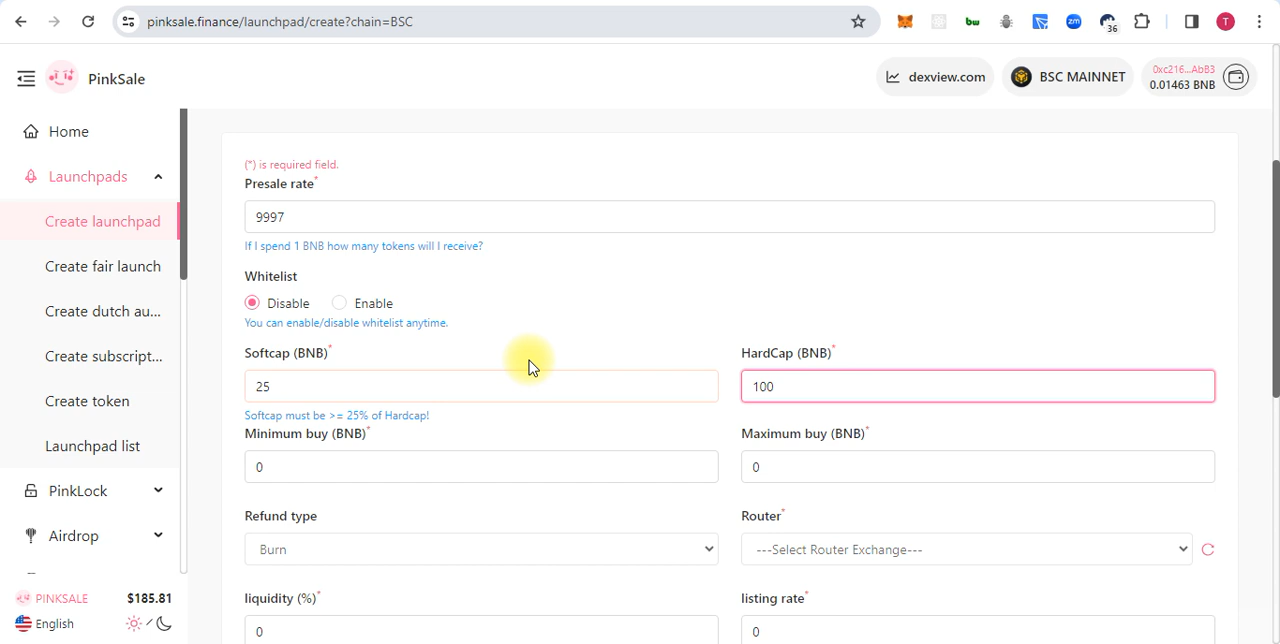 pinksale.finance/launchpad/create?chain=BSC
bw
zm
36
T
PinkSale
dexview.com
BSC MAINNET
0xc216...AbB3
0.01463 BNB
Home
Launchpads
Create launchpad
Create fair launch
Create dutch au...
Create subscript...
Create token
Launchpad list
PinkLock
Airdrop
PINKSALE
$185.81
English
(*) is required field.
Presale rate*
9997
If I spend 1 BNB how many tokens will I receive?
Whitelist
Disable
Enable
You can enable/disable whitelist anytime.
Softcap (BNB)*
HardCap (BNB)*
25
100
Softcap must be >= 25% of Hardcap!
Minimum buy (BNB)*
Maximum buy (BNB)*
0
0
Refund type
Router*
Burn
---Select Router Exchange---
liquidity (%)*
listing rate*
0
0